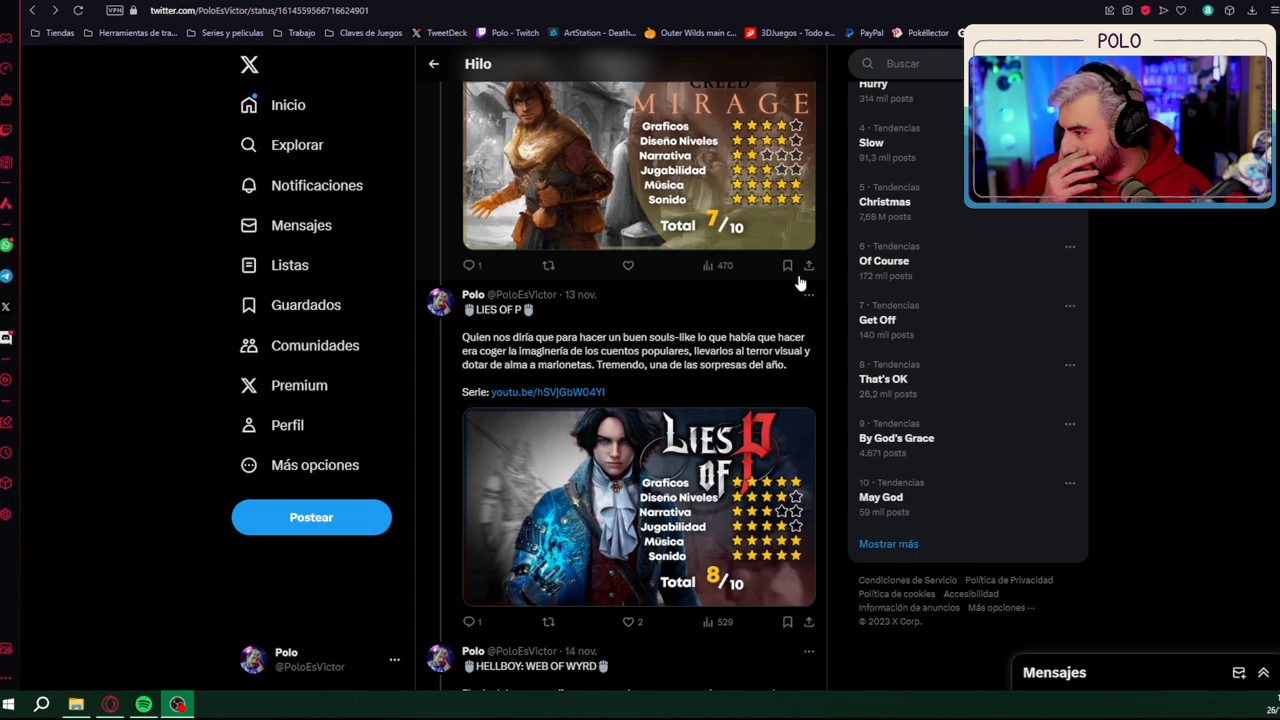 VPN
twitter.com/PoloEsVictor/status/1614559566716624901
Tiendas
Herramientas de tra...
Series y peliculas
Trabajo
Claves de Juegos
TweetDeck
Polo - Twitch
ArtStation - Death...
Outer Wilds main c...
3DJuegos - Todo e...
PayPal
Pokéllector
POLO
Inicio
Explorar
Notificaciones
Mensajes
Listas
Guardados
Comunidades
Premium
Perfil
Más opciones
Postear
Polo
@PoloEsVictor
Hilo
CREED
MIRAGE
Graficos
Diseño Niveles
Narrativa
Jugabilidad
Música
Sonido
Total 7/10
1
470
Polo @PoloEsVictor · 13 nov.
LIES OF P
Quien nos diría que para hacer un buen souls-like lo que había que hacer
era coger la imaginería de los cuentos populares, llevarlos al terror visual y
dotar de alma a marionetas. Tremendo, una de las sorpresas del año.
Serie: youtu.be/hSVjGbW04YI
LIES
OF P
Graficos
Diseño Niveles
Narrativa
Jugabilidad
Música
Sonido
Total 8/10
1
2
529
Polo @PoloEsVictor · 14 nov.
HELLBOY: WEB OF WYRD
Buscar
Hurry
314 mil posts
4 · Tendencias
Slow
91,3 mil posts
5 · Tendencias
Christmas
7,68 M posts
6 · Tendencias
Of Course
172 mil posts
7 · Tendencias
Get Off
140 mil posts
8 · Tendencias
That's OK
26,2 mil posts
9 · Tendencias
By God's Grace
4.671 posts
10 · Tendencias
May God
59 mil posts
Mostrar más
Condiciones de Servicio Política de Privacidad
Política de cookies Accesibilidad
Información de anuncios Más opciones ···
© 2023 X Corp.
Mensajes
26/